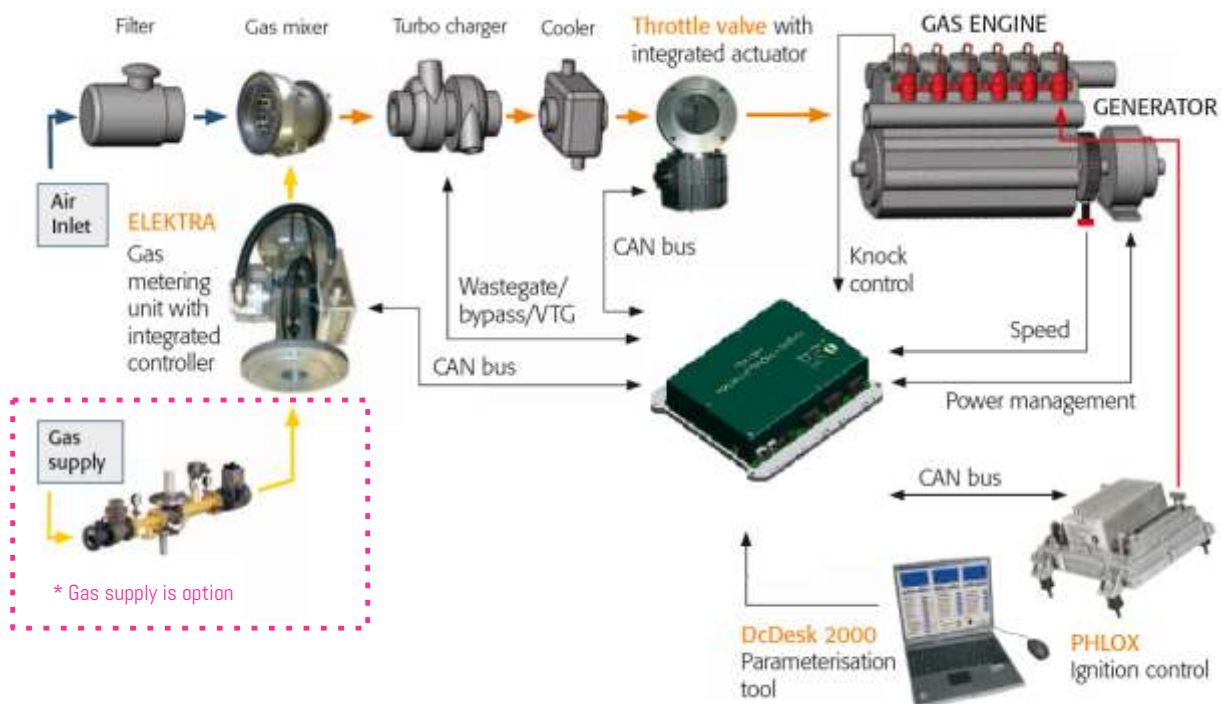 Filter
Gas mixer
Turbo charger
Cooler
Throttle valve with
integrated actuator
GAS ENGINE
GENERATOR
Air
Inlet
ELEKTRA
Gas
metering
unit with
integrated
controller
CAN bus
Knock
control
Wastegate/
bypass/VTG
CAN bus
Speed
Power management
Gas
supply
CAN bus
* Gas supply is option
DcDesk 2000
Parameterisation
tool
PHLOX
Ignition control